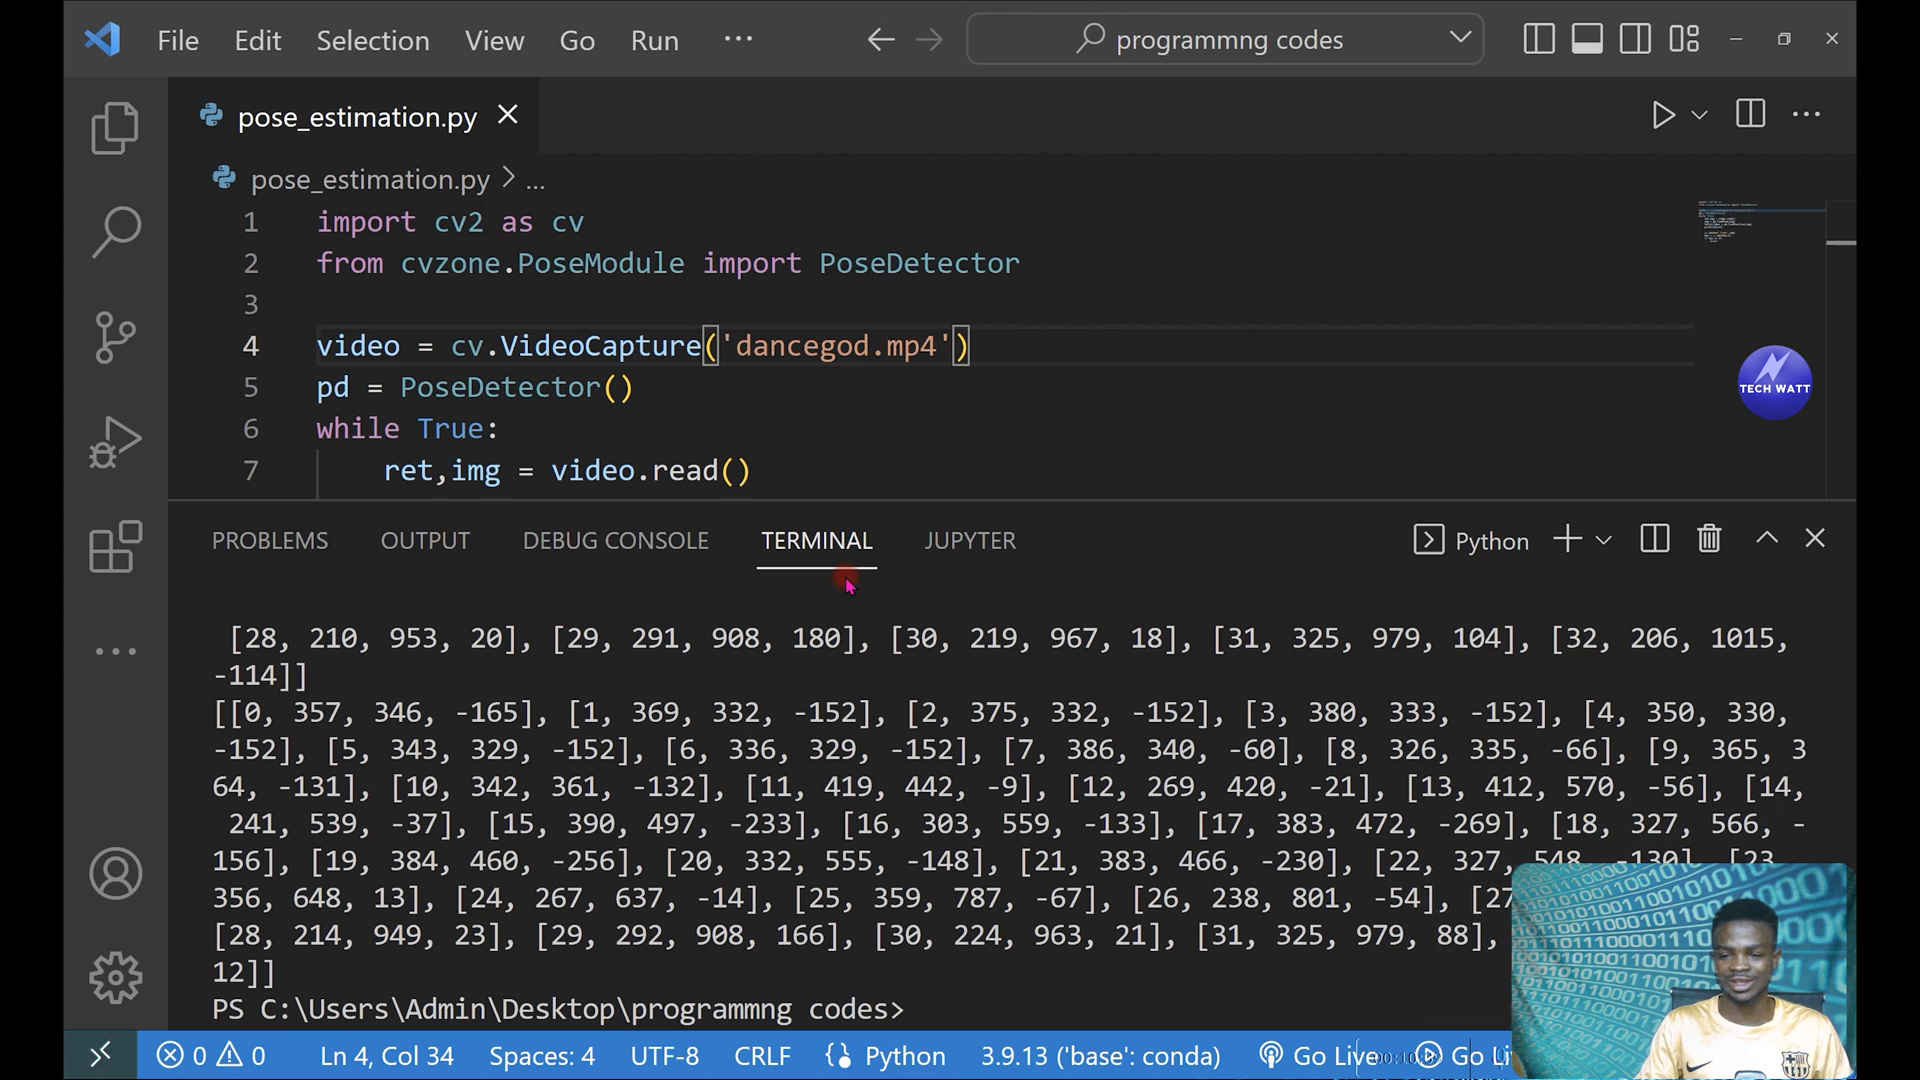 File Edit Selection View Go Run ··· programmng codes
pose_estimation.py
pose_estimation.py > ...
1 import cv2 as cv
2 from cvzone.PoseModule import PoseDetector
3
4 video = cv.VideoCapture('dancegod.mp4')
5 pd = PoseDetector()
6 while True:
7 ret,img = video.read()
TECH WATT
PROBLEMS OUTPUT DEBUG CONSOLE TERMINAL JUPYTER Python
[28, 210, 953, 20], [29, 291, 908, 180], [30, 219, 967, 18], [31, 325, 979, 104], [32, 206, 1015,
-114]]
[[0, 357, 346, -165], [1, 369, 332, -152], [2, 375, 332, -152], [3, 380, 333, -152], [4, 350, 330,
-152], [5, 343, 329, -152], [6, 336, 329, -152], [7, 386, 340, -60], [8, 326, 335, -66], [9, 365, 3
64, -131], [10, 342, 361, -132], [11, 419, 442, -9], [12, 269, 420, -21], [13, 412, 570, -56], [14,
241, 539, -37], [15, 390, 497, -233], [16, 303, 559, -133], [17, 383, 472, -269], [18, 327, 566, -
156], [19, 384, 460, -256], [20, 332, 555, -148], [21, 383, 466, -230], [22, 327, 548, -130], [23,
356, 648, 13], [24, 267, 637, -14], [25, 359, 787, -67], [26, 238, 801, -54], [27
[28, 214, 949, 23], [29, 292, 908, 166], [30, 224, 963, 21], [31, 325, 979, 88],
12]]
PS C:\Users\Admin\Desktop\programmng codes>
0 0 Ln 4, Col 34 Spaces: 4 UTF-8 CRLF Python 3.9.13 ('base': conda) Go Live Go Li